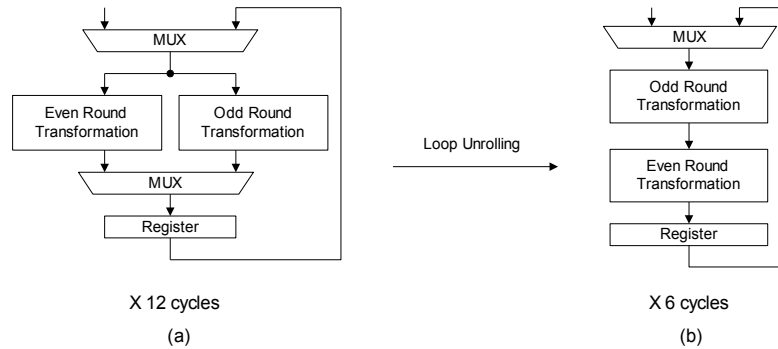 MUX
Even Round
Transformation
Odd Round
Transformation
MUX
Register
X 12 cycles
(a)
Loop Unrolling
MUX
Odd Round
Transformation
Even Round
Transformation
Register
X 6 cycles
(b)